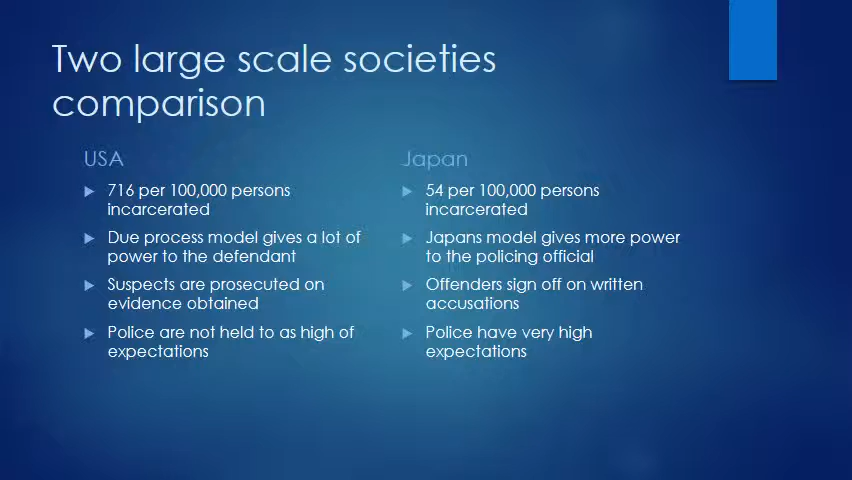 Two large scale societies
comparison
USA
716 per 100,000 persons
incarcerated
Due process model gives a lot of
power to the defendant
Suspects are prosecuted on
evidence obtained
Police are not held to as high of
expectations
Japan
54 per 100,000 persons
incarcerated
Japans model gives more power
to the policing official
Offenders sign off on written
accusations
Police have very high
expectations